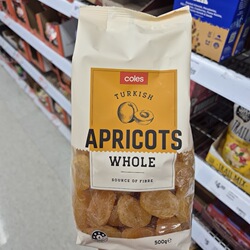 coles
TURKISH
APRICOTS
WHOLE
SOURCE OF FIBRE
500g